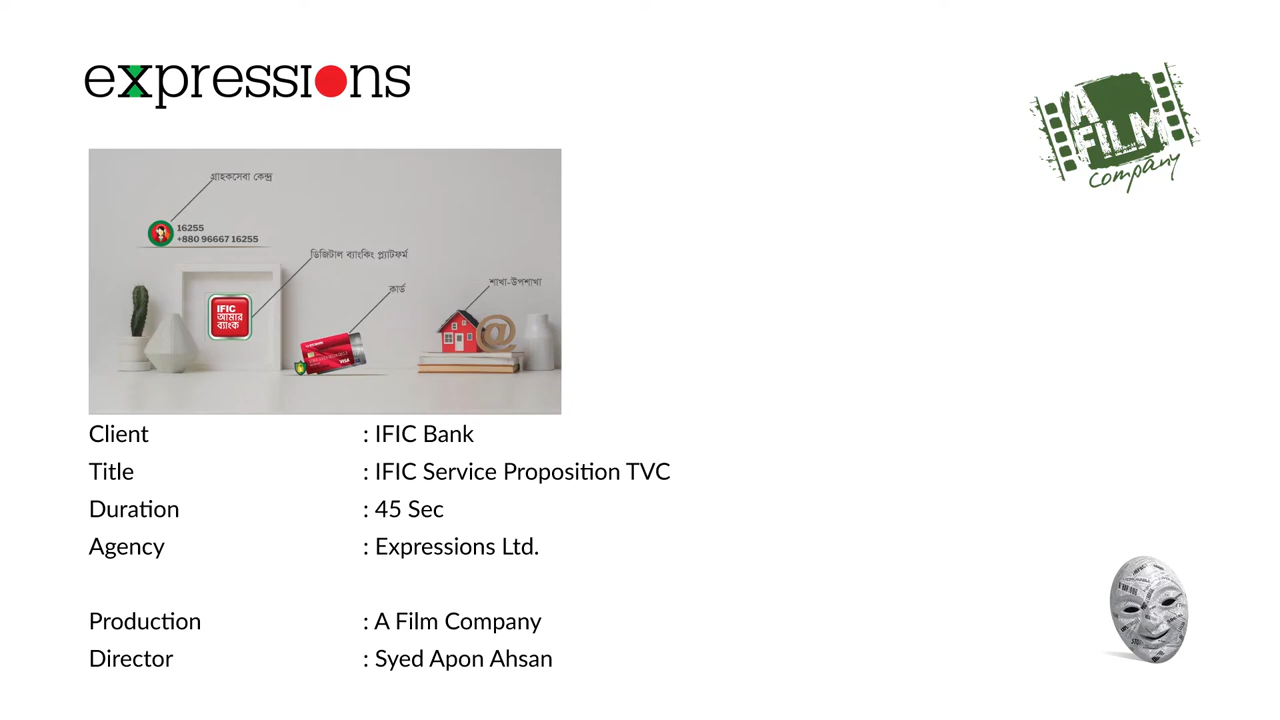 expressions
A
FILM
company
গ্রাহকসেবা কেন্দ্র
16255
+880 96667 16255
ডিজিটাল ব্যাংকিং প্ল্যাটফর্ম
কার্ড
শাখা-উপশাখা
IFIC
আমার
ব্যাংক
VISA
@
Client : IFIC Bank
Title : IFIC Service Proposition TVC
Duration : 45 Sec
Agency : Expressions Ltd.
Production : A Film Company
Director : Syed Apon Ahsan